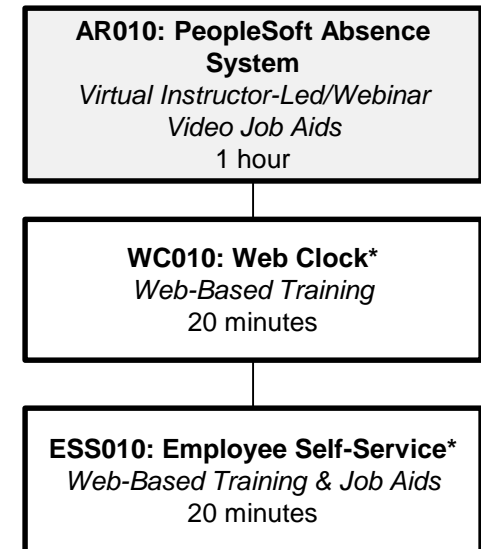 AR010: PeopleSoft Absence
System
Virtual Instructor-Led/Webinar
Video Job Aids
1 hour
WC010: Web Clock*
Web-Based Training
20 minutes
ESS010: Employee Self-Service*
Web-Based Training & Job Aids
20 minutes